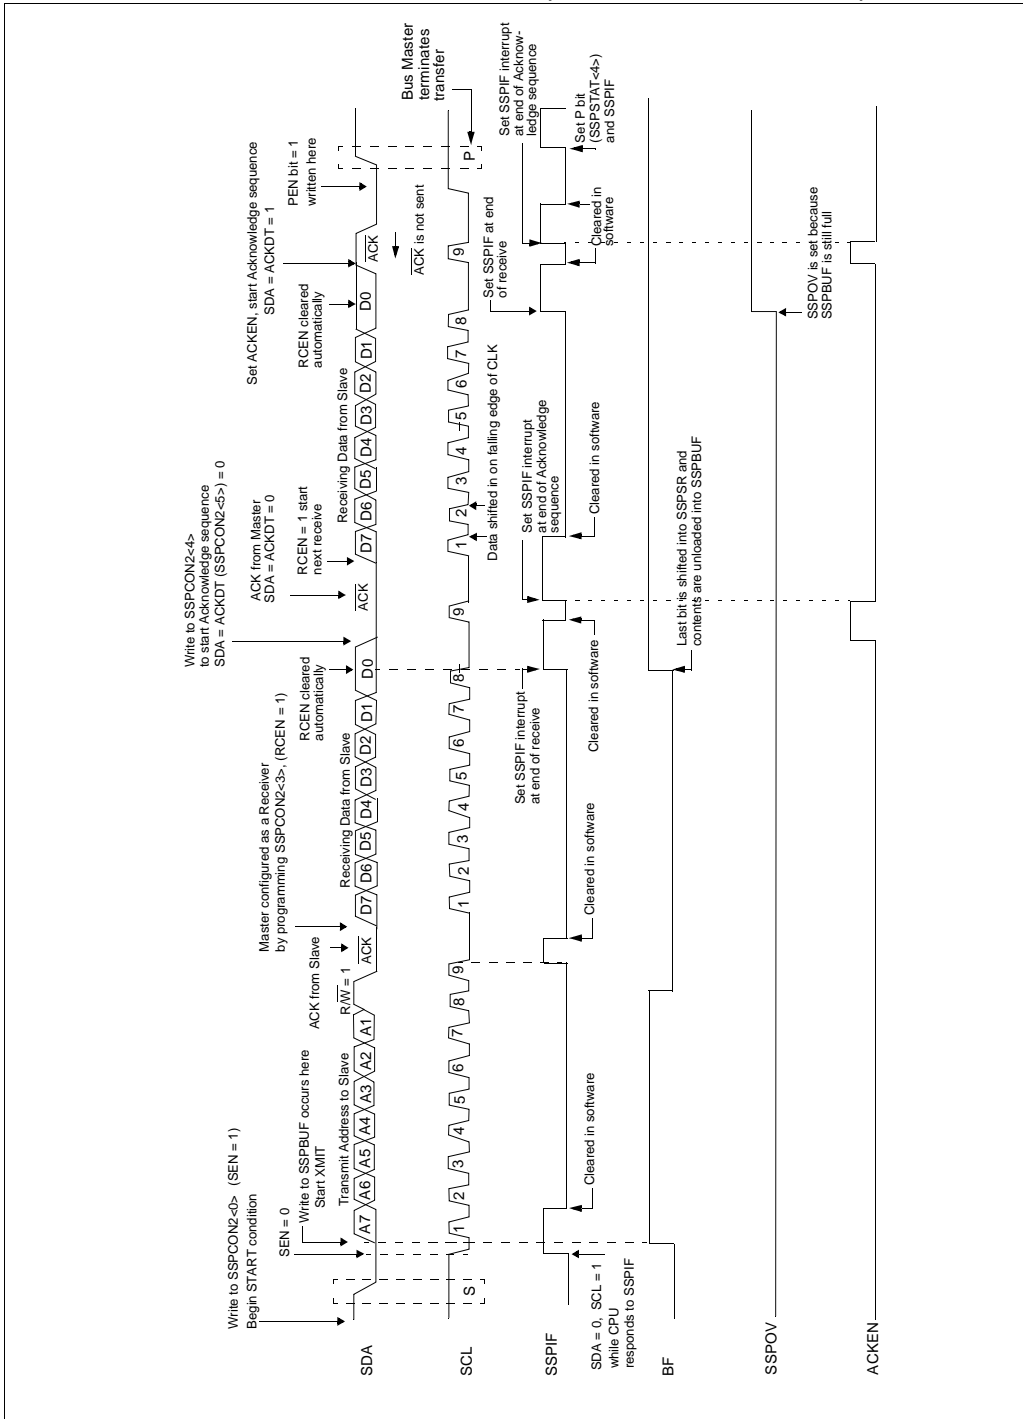 Write to SSPCON2<0> (SEN = 1)
Begin START condition
SEN = 0
Write to SSPBUF occurs here
Start XMIT
Transmit Address to Slave
R/W = 1
ACK from Slave
Master configured as a Receiver
by programming SSPCON2<3>, (RCEN = 1)
Receiving Data from Slave
RCEN cleared
automatically
Write to SSPCON2<4>
to start Acknowledge sequence
SDA = ACKDT (SSPCON2<5>) = 0
ACK from Master
SDA = ACKDT = 0
RCEN = 1 start
next receive
Receiving Data from Slave
RCEN cleared
automatically
Set ACKEN, start Acknowledge sequence
SDA = ACKDT = 1
PEN bit = 1
written here
SDA
A7 A6 A5 A4 A3 A2 A1
ACK
D7 D6 D5 D4 D3 D2 D1 D0
ACK
D7 D6 D5 D4 D3 D2 D1 D0
ACK
ACK is not sent
Bus Master
terminates
transfer
SCL
S
1 2 3 4 5 6 7 8 9
1 2 3 4 5 6 7 8 9
1 2 3 4 5 6 7 8 9
P
Data shifted in on falling edge of CLK
Set SSPIF interrupt
at end of receive
Set SSPIF interrupt
at end of Acknowledge
sequence
Set SSPIF at end
of receive
Set SSPIF interrupt
at end of Acknow-
ledge sequence
SSPIF
SDA = 0, SCL = 1
while CPU
responds to SSPIF
Cleared in software
Cleared in software
Cleared in software
Cleared in software
Cleared in
software
Set P bit
(SSPSTAT<4>)
and SSPIF
BF
Last bit is shifted into SSPSR and
contents are unloaded into SSPBUF
SSPOV
SSPOV is set because
SSPBUF is still full
ACKEN